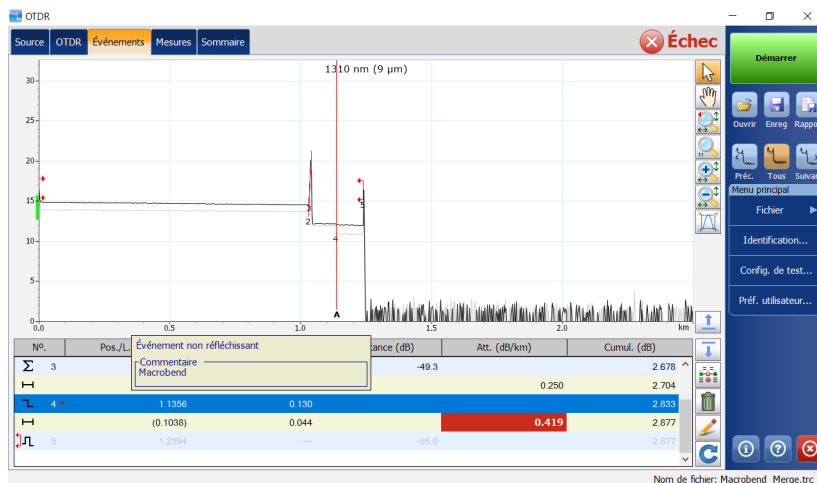 OTDR
Source OTDR Événements Mesures Sommaire
Échec
Démarrer
1310 nm (9 µm)
30
25
20
15
10
5
0
0.0 0.5 1.0 1.5 2.0 km
3
2
4
5
A
Ouvrir Enreg Rappo
Préc. Tous Suivan
Menu principal
Fichier
Identification...
Config. de test...
Préf. utilisateur...
Nº. Pos./L. tance (dB) Att. (dB/km) Cumul. (dB)
Événement non réfléchissant
Commentaire
Macrobend
3 -49.3 2.678
0.250 2.704
4 1.1356 0.130 2.833
(0.1038) 0.044 0.419 2.877
5 1.2394 --- -55.0 2.877
Nom de fichier: Macrobend_Merge.trc